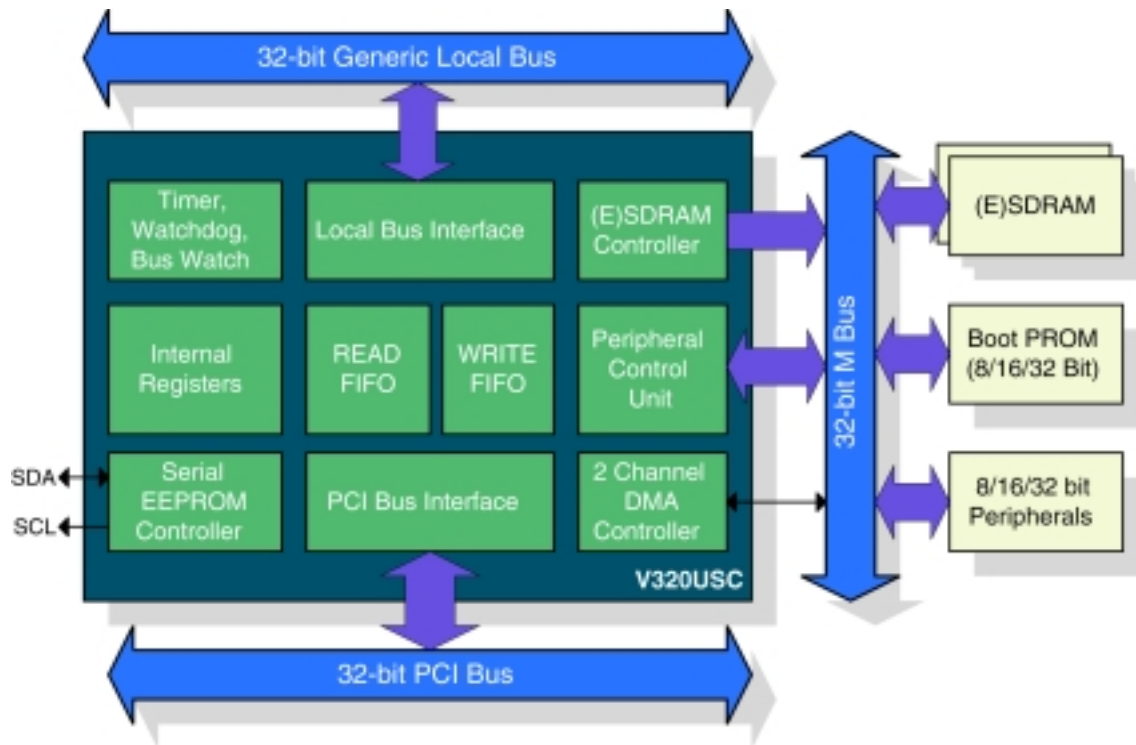 32-bit Generic Local Bus
Timer,
Watchdog,
Bus Watch
Local Bus Interface
(E)SDRAM
Controller
(E)SDRAM
Internal
Registers
READ
FIFO
WRITE
FIFO
Peripheral
Control
Unit
32-bit M Bus
Boot PROM
(8/16/32 Bit)
SDA
SCL
Serial
EEPROM
Controller
PCI Bus Interface
2 Channel
DMA
Controller
8/16/32 bit
Peripherals
V320USC
32-bit PCI Bus